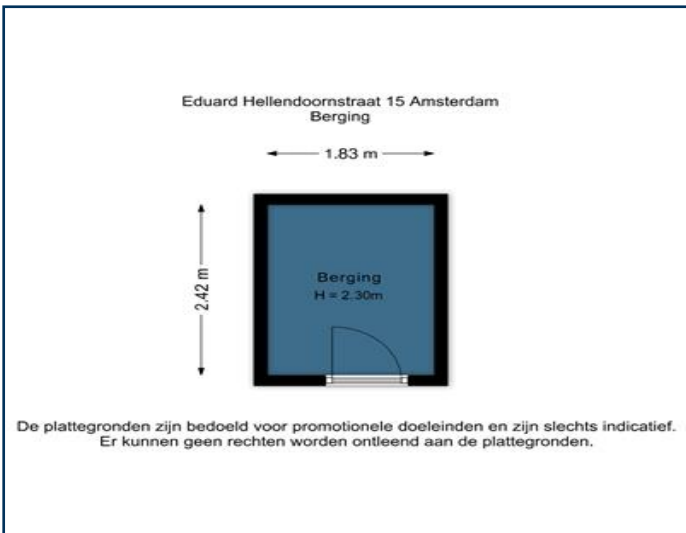 Eduard Hellendoornstraat 15 Amsterdam
Berging
1.83 m
2.42 m
Berging
H = 2.30m
De plattegronden zijn bedoeld voor promotionele doeleinden en zijn slechts indicatief.
Er kunnen geen rechten worden ontleend aan de plattegronden.